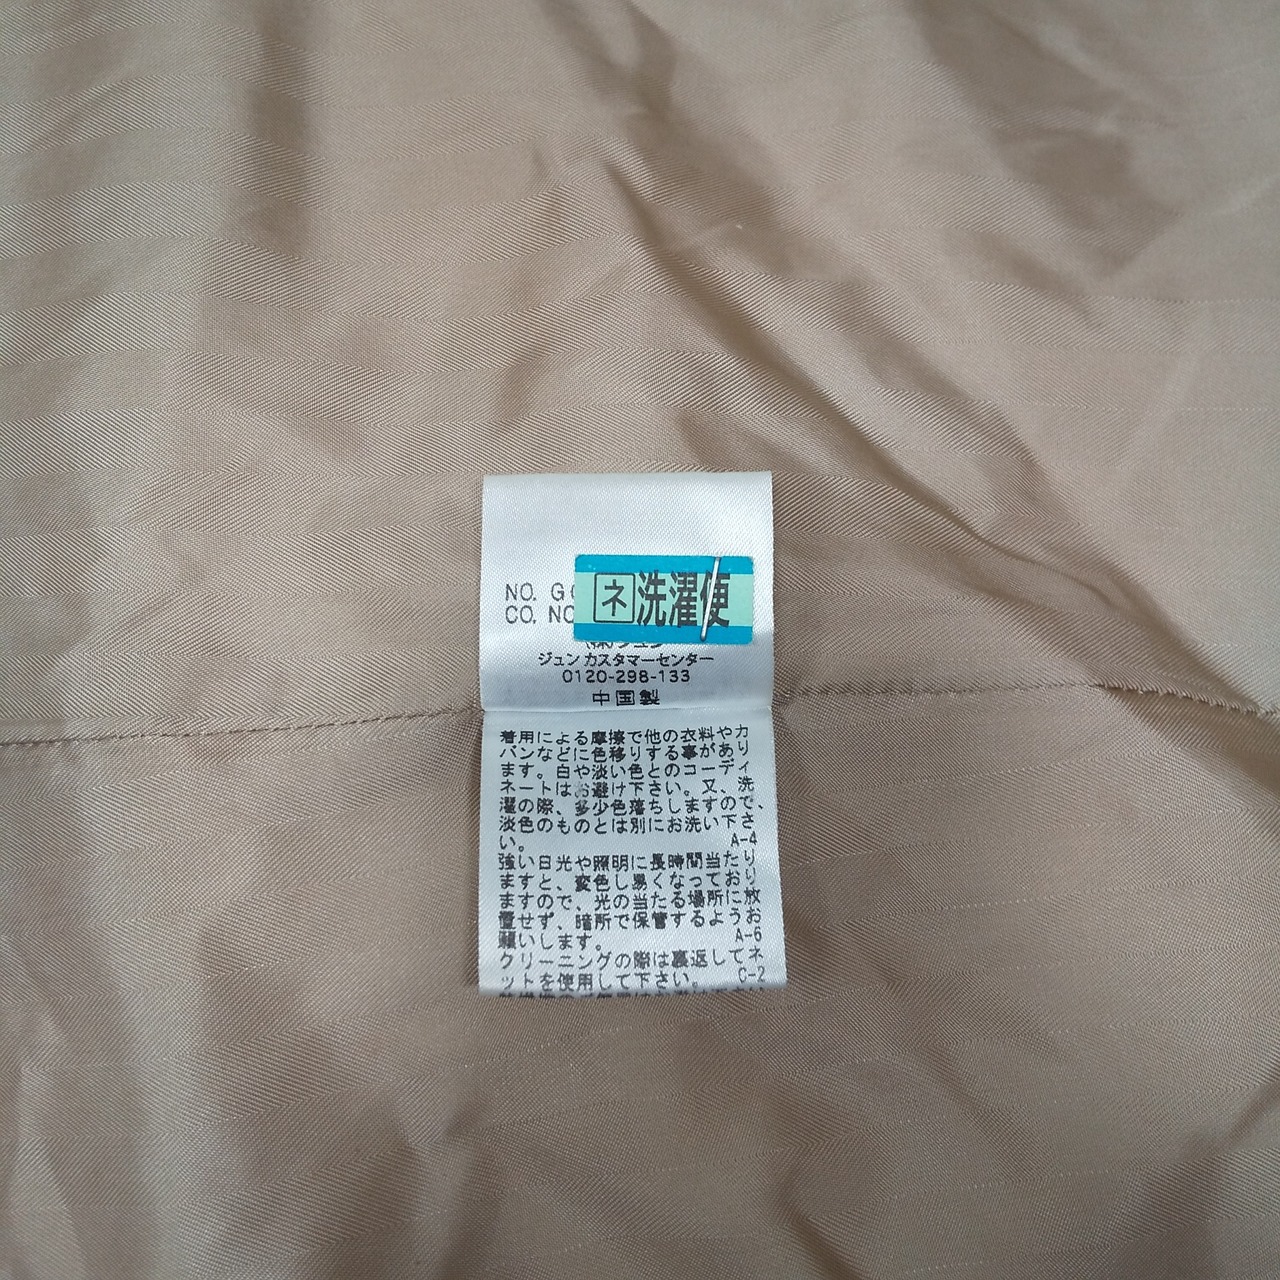 NO. G
CO. NO
ネ 洗濯便
(株)ジュン
ジュン カスタマーセンター
0120-298-133
中国製
着用による摩擦で他の衣料やカ
バンなどに色移りする事があり
ます。白や淡い色とのコーディ
ネートはお避け下さい。又、洗
濯の際、多少色落ちしますので、
淡色のものとは別にお洗い下さ
い。 A-4
強い日光や照明に長時間当たり
ますと、変色し易くなっており
ますので、光の当たる場所に放
置せず、暗所で保管するようお
願いします。 A-6
クリーニングの際は裏返してネ
ットを使用して下さい。 C-2